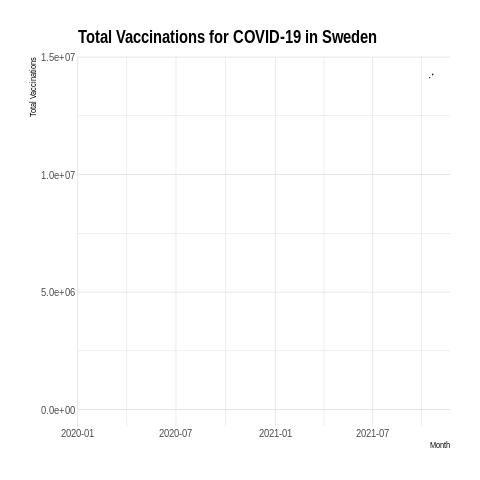 Total Vaccinations for COVID-19 in Sweden
Total Vaccinations
1.5e+07
1.0e+07
5.0e+06
0.0e+00
2020-01 2020-07 2021-01 2021-07
Month